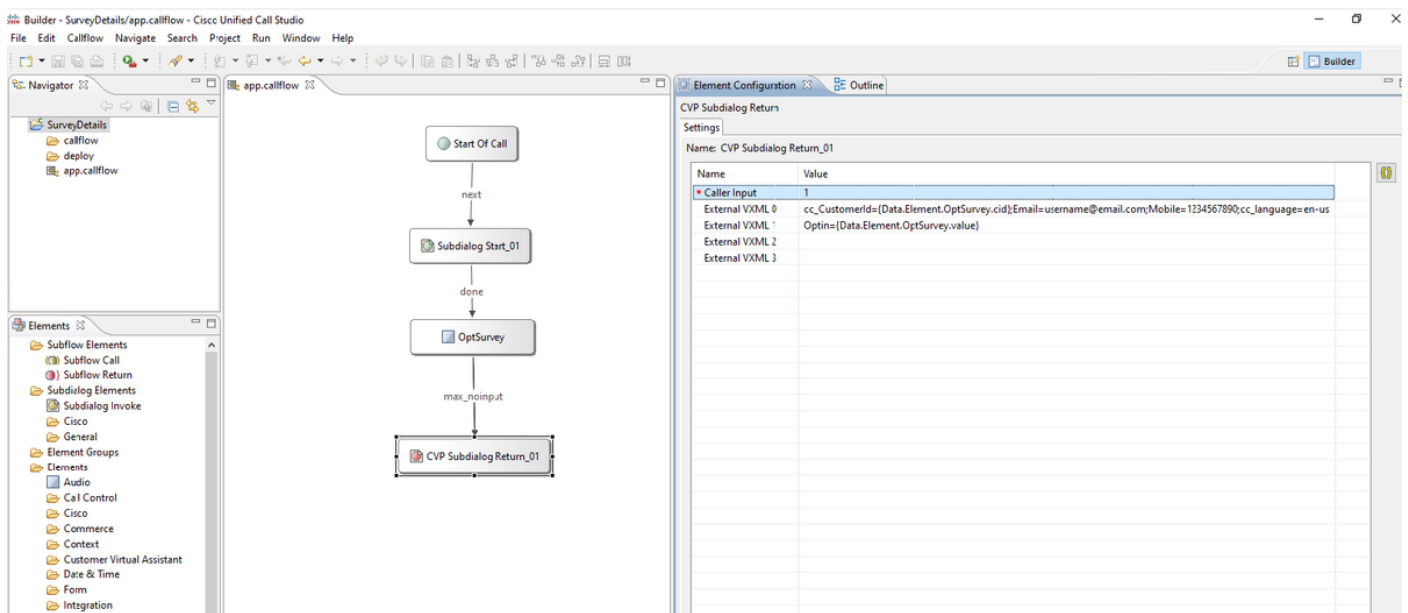 Builder - SurveyDetails/app.callflow - Cisco Unified Call Studio
File Edit Callflow Navigate Search Project Run Window Help
Builder
Navigator
SurveyDetails
callflow
deploy
app.callflow
Elements
Subflow Elements
Subflow Call
Subflow Return
Subdialog Elements
Subdialog Invoke
Cisco
General
Element Groups
Elements
Audio
Call Control
Cisco
Commerce
Context
Customer Virtual Assistant
Date & Time
Form
Integration
app.callflow
Start Of Call
next
Subdialog Start_01
done
OptSurvey
max_noinput
CVP Subdialog Return_01
Element Configuration Outline
CVP Subdialog Return
Settings
Name: CVP Subdialog Return_01
Name Value
Caller Input 1
External VXML 0 cc_CustomerId={Data.Element.OptSurvey.cid};Email=username@email.com;Mobile=1234567890;cc_language=en-us
External VXML 1 Optin={Data.Element.OptSurvey.value}
External VXML 2
External VXML 3